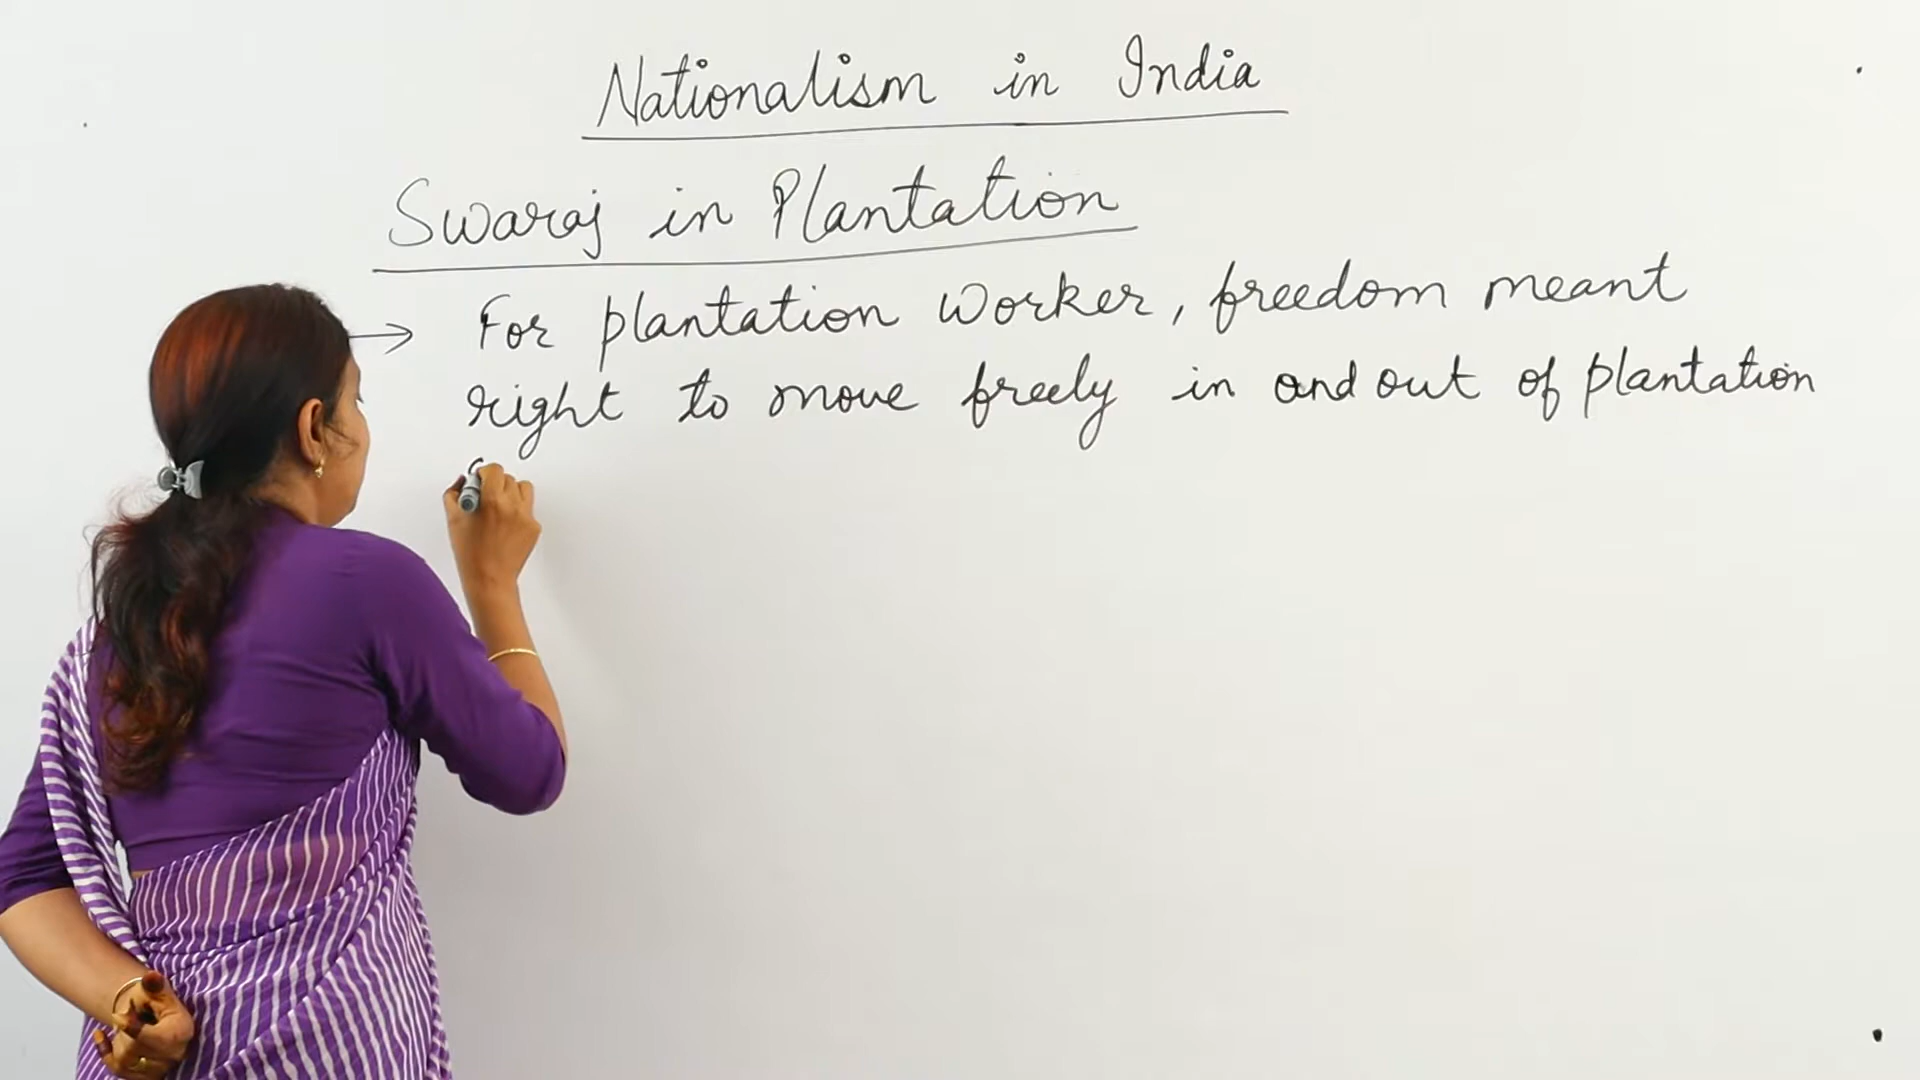 Nationalism in India
Swaraj in Plantation
→ For plantation worker, freedom meant
right to move freely in and out of plantation